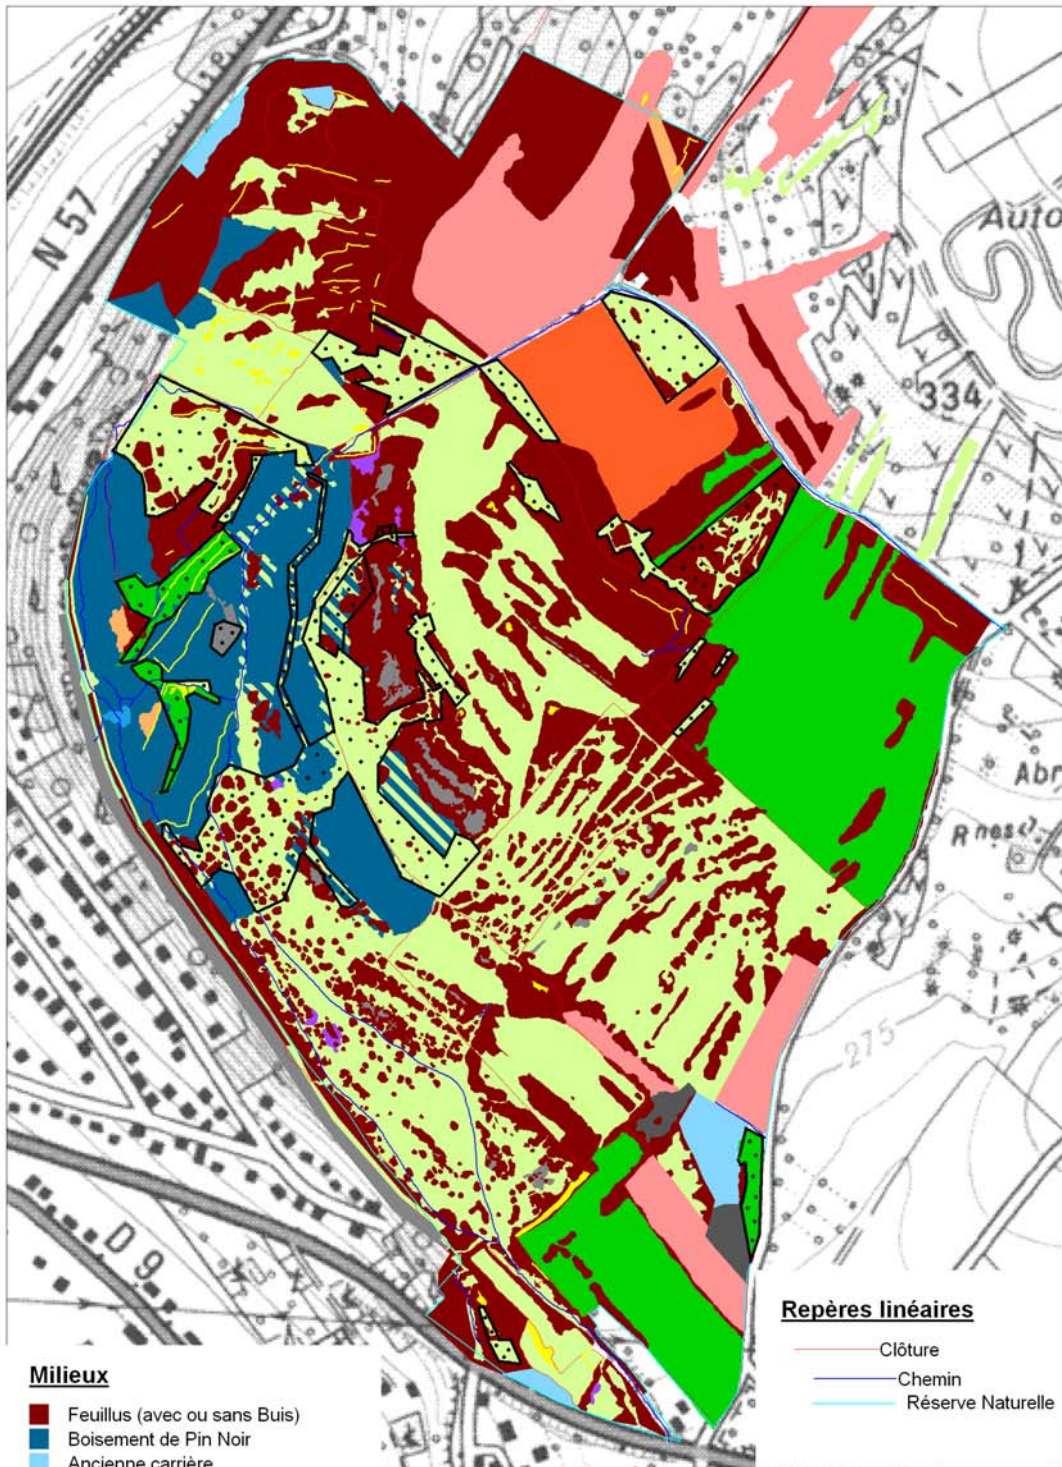 N 57
Auto
334
Abr
R nes
275
D 9
Repères linéaires
Clôture
Chemin
Réserve Naturelle
Milieux
Feuillus (avec ou sans Buis)
Boisement de Pin Noir
Ancienne carrière